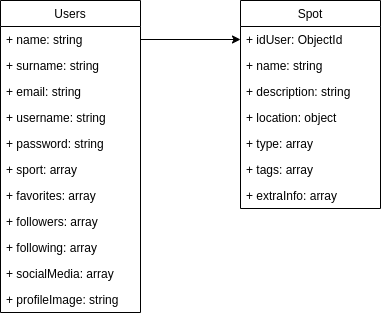 Users
+ name: string
+ surname: string
+ email: string
+ username: string
+ password: string
+ sport: array
+ favorites: array
+ followers: array
+ following: array
+ socialMedia: array
+ profileImage: string
Spot
+ idUser: ObjectId
+ name: string
+ description: string
+ location: object
+ type: array
+ tags: array
+ extraInfo: array